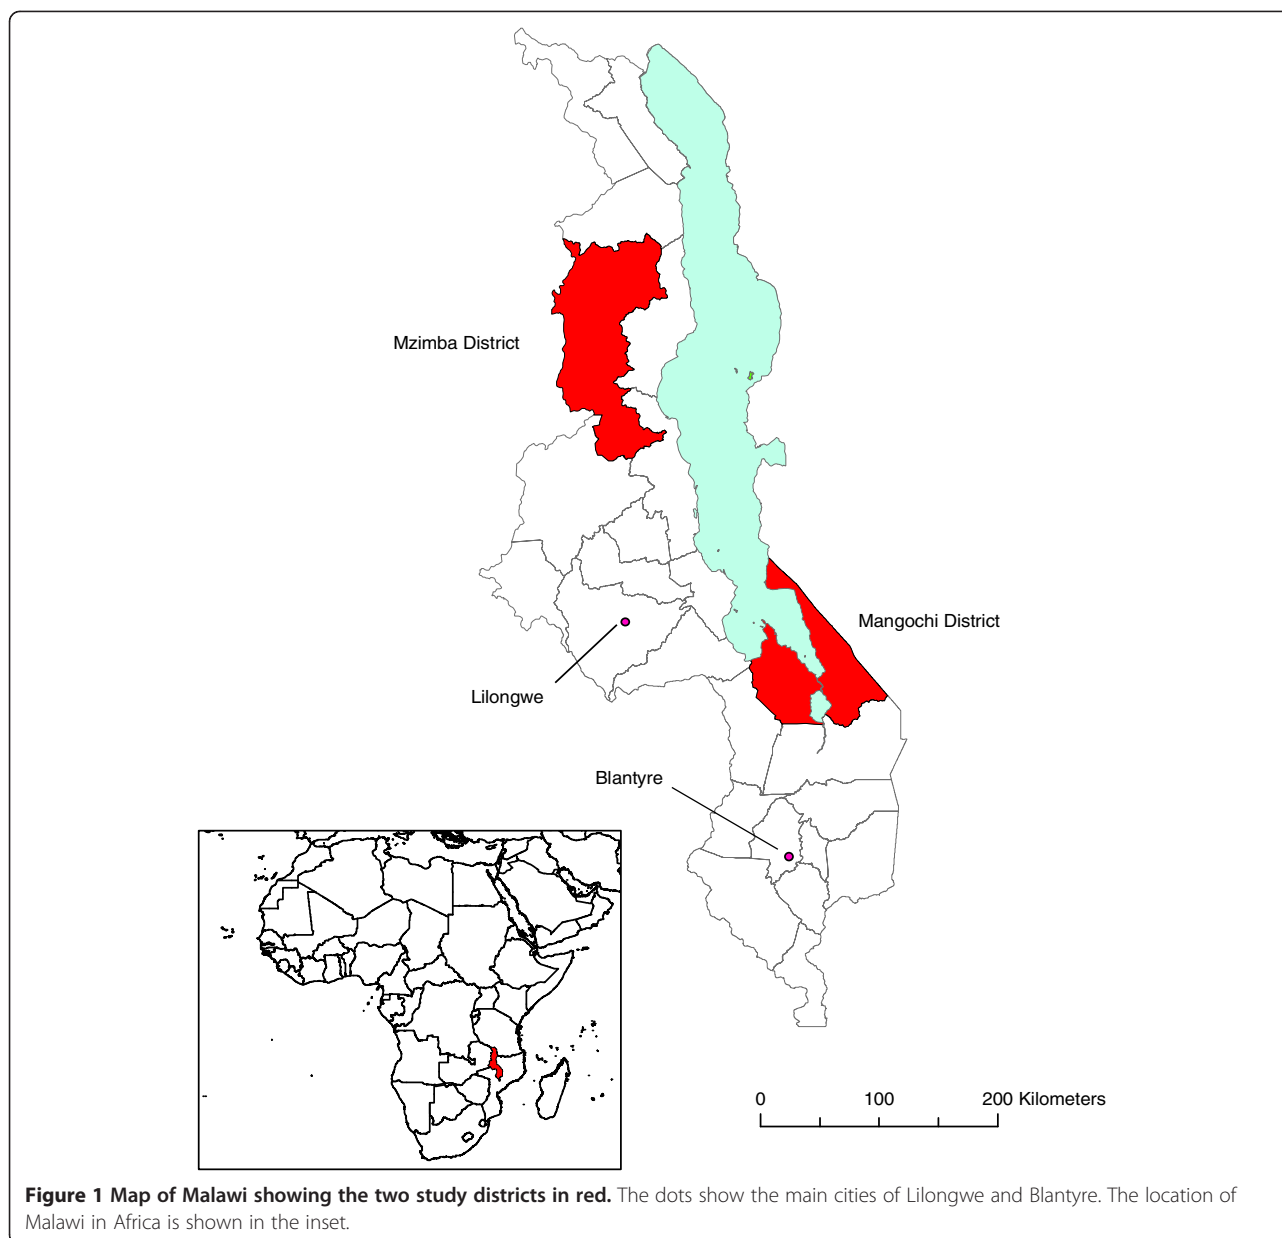 Mzimba District
Mangochi District
Lilongwe
Blantyre
0 100 200 Kilometers
Figure 1 Map of Malawi showing the two study districts in red. The dots show the main cities of Lilongwe and Blantyre. The location of
Malawi in Africa is shown in the inset.